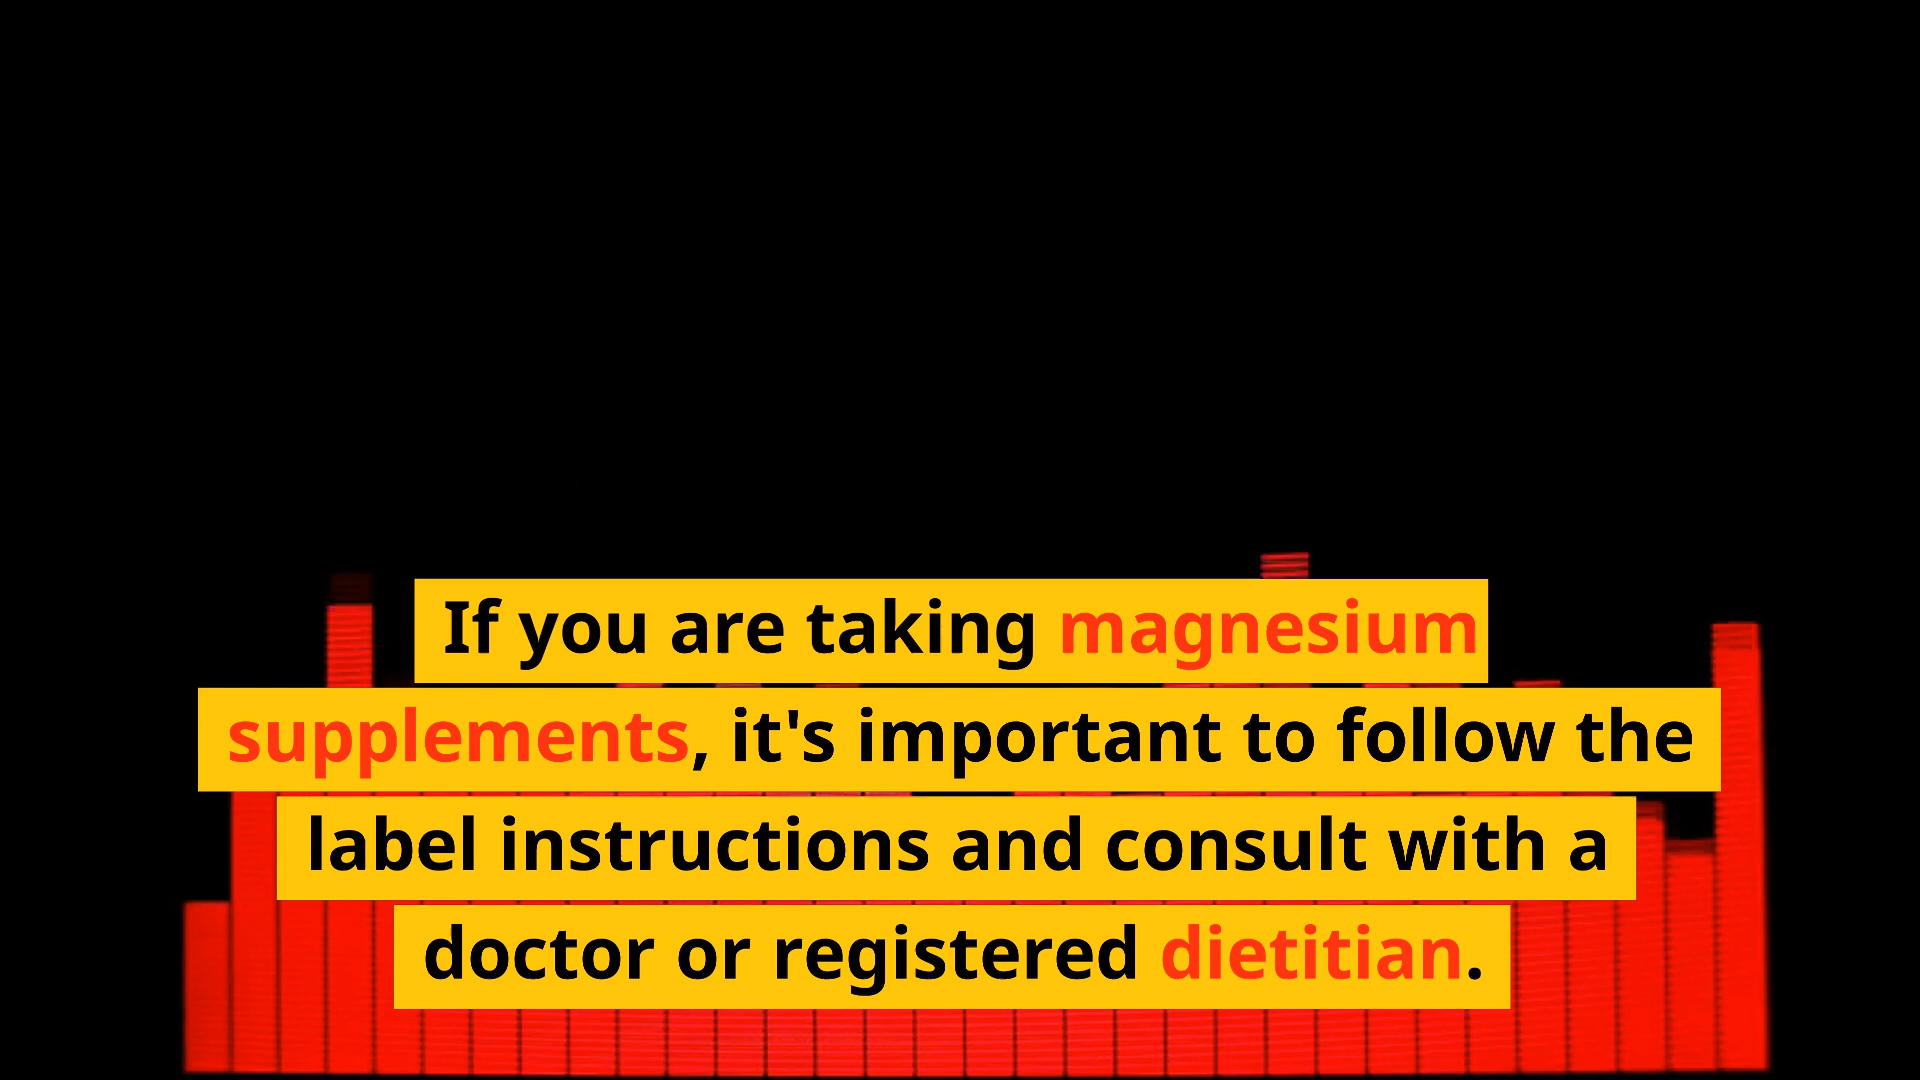 If you are taking magnesium
supplements, it's important to follow the
label instructions and consult with a
doctor or registered dietitian.